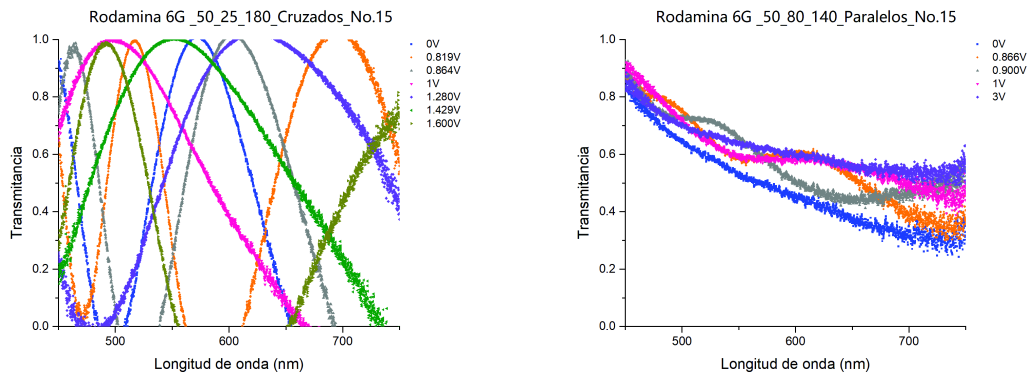 Rodamina 6G _50_25_180_Cruzados_No.15
1.0
0.8
0.6
0.4
0.2
0.0
Transmitancia
500
600
700
Longitud de onda (nm)
0V
0.819V
0.864V
1V
1.280V
1.429V
1.600V
Rodamina 6G _50_80_140_Paralelos_No.15
1.0
0.8
0.6
0.4
0.2
0.0
Transmitancia
500
600
700
Longitud de onda (nm)
0V
0.866V
0.900V
1V
3V